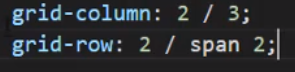 grid-column: 2 / 3;
grid-row: 2 / span 2;